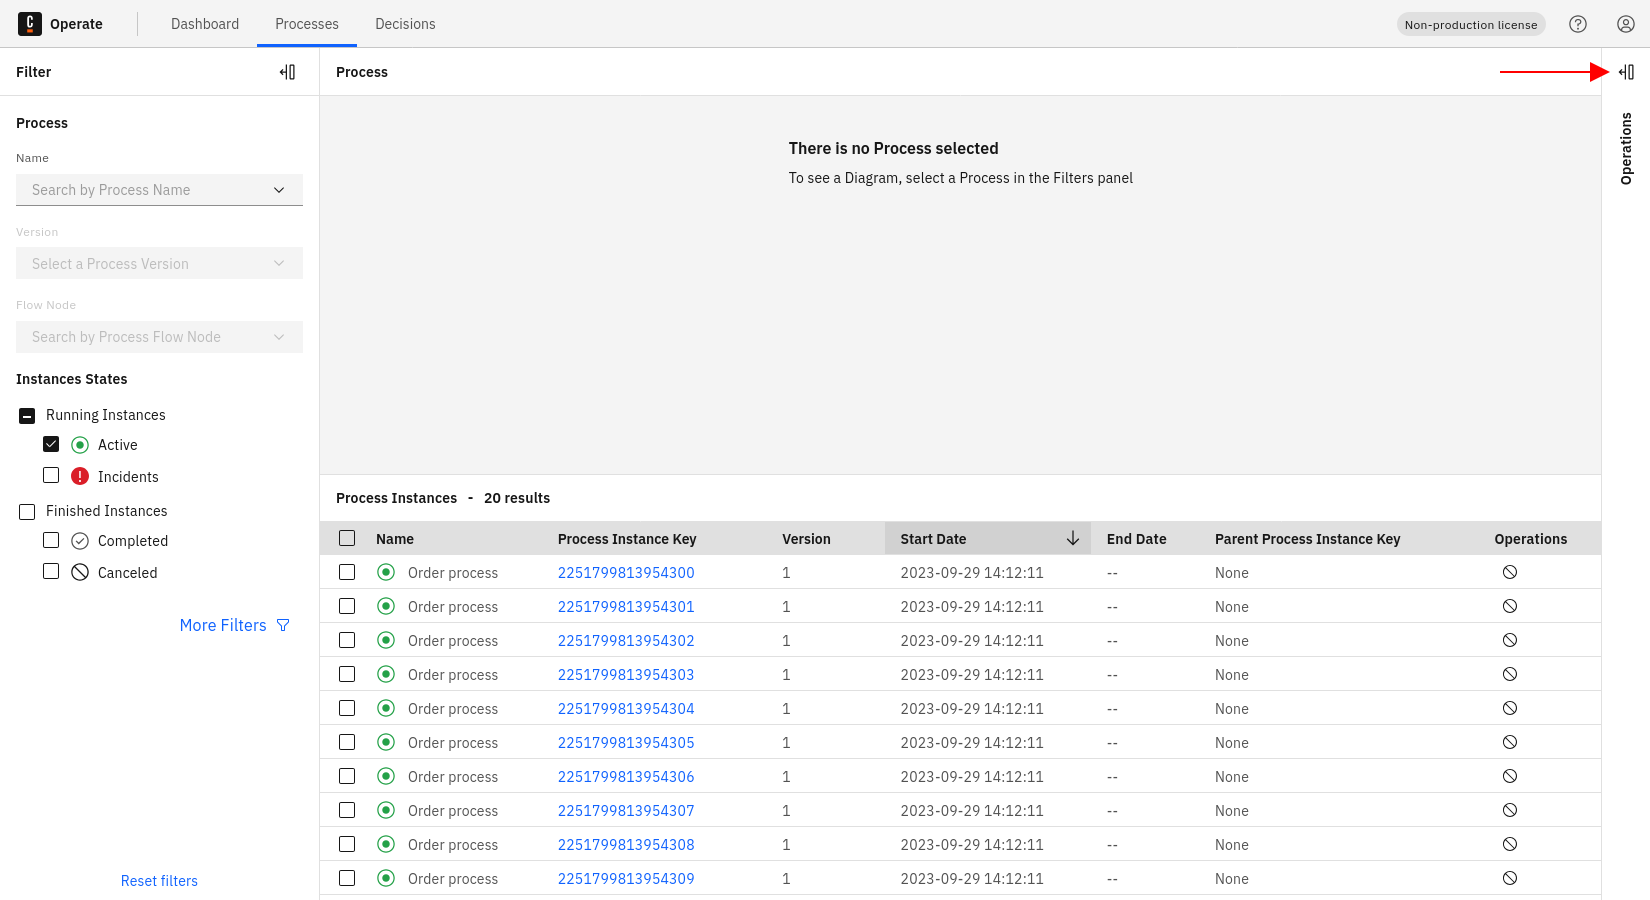 C Operate Dashboard Processes Decisions Non-production license
Filter
Process
Name
Search by Process Name
Version
Select a Process Version
Flow Node
Search by Process Flow Node
Instances States
Running Instances
Active
Incidents
Finished Instances
Completed
Canceled
More Filters
Reset filters
Process
There is no Process selected
To see a Diagram, select a Process in the Filters panel
Process Instances - 20 results
Name Process Instance Key Version Start Date End Date Parent Process Instance Key Operations
Order process 2251799813954300 1 2023-09-29 14:12:11 -- None
Order process 2251799813954301 1 2023-09-29 14:12:11 -- None
Order process 2251799813954302 1 2023-09-29 14:12:11 -- None
Order process 2251799813954303 1 2023-09-29 14:12:11 -- None
Order process 2251799813954304 1 2023-09-29 14:12:11 -- None
Order process 2251799813954305 1 2023-09-29 14:12:11 -- None
Order process 2251799813954306 1 2023-09-29 14:12:11 -- None
Order process 2251799813954307 1 2023-09-29 14:12:11 -- None
Order process 2251799813954308 1 2023-09-29 14:12:11 -- None
Order process 2251799813954309 1 2023-09-29 14:12:11 -- None
Operations